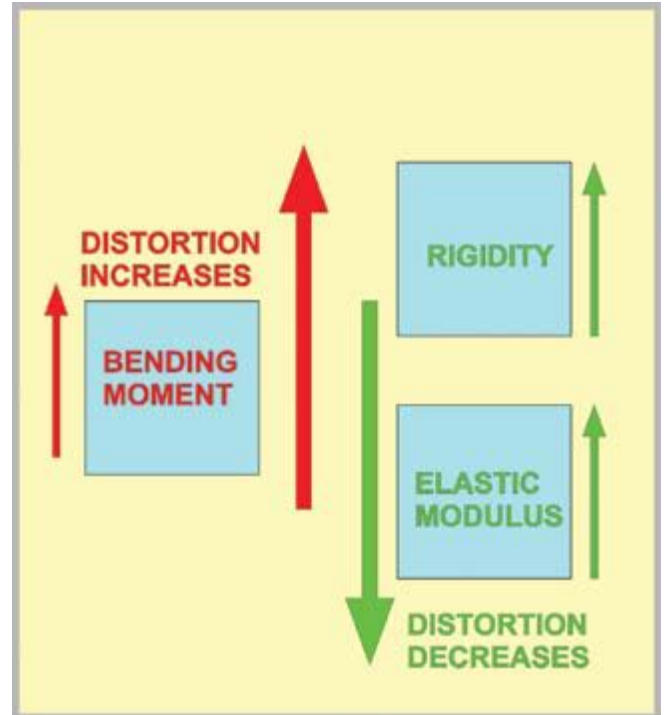 DISTORTION
INCREASES
BENDING
MOMENT
RIGIDITY
ELASTIC
MODULUS
DISTORTION
DECREASES